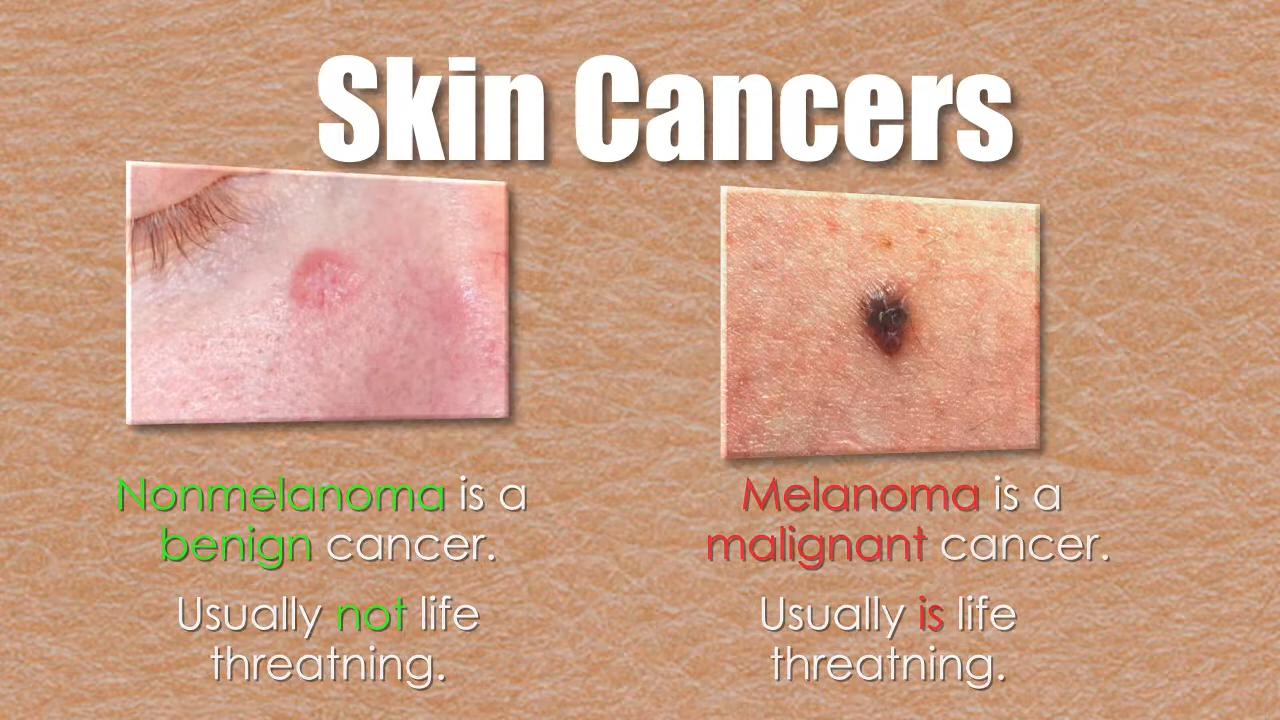 Skin Cancers
Nonmelanoma is a
benign cancer.
Usually not life
threatning.
Melanoma is a
malignant cancer.
Usually is life
threatning.